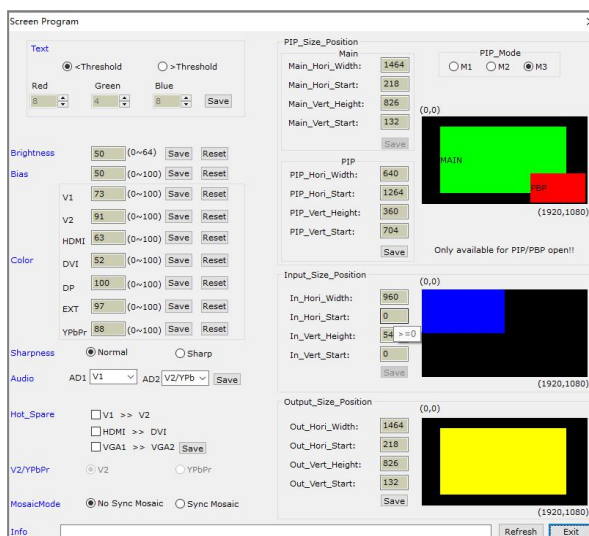 Screen Program
Text
<Threshold >Threshold
Red Green Blue
8 4 8 Save
Brightness 50 (0~64) Save Reset
Bias 50 (0~100) Save Reset
Color
V1 73 (0~100) Save Reset
V2 91 (0~100) Save Reset
HDMI 63 (0~100) Save Reset
DVI 52 (0~100) Save Reset
DP 100 (0~100) Save Reset
EXT 97 (0~100) Save Reset
YPbPr 88 (0~100) Save Reset
Sharpness Normal Sharp
Audio AD1 V1 AD2 V2/YPb Save
Hot_Spare V1 >> V2
HDMI >> DVI
VGA1 >> VGA2 Save
V2/YPbPr V2 YPbPr
MosaicMode No Sync Mosaic Sync Mosaic
Info
PIP_Size_Position
Main
Main_Hori_Width: 1464
Main_Hori_Start: 218
Main_Vert_Height: 826
Main_Vert_Start: 132
Save
PIP
PIP_Hori_Width: 640
PIP_Hori_Start: 1264
PIP_Vert_Height: 360
PIP_Vert_Start: 704
Save
PIP_Mode
M1 M2 M3
(0,0)
MAIN
PBP
(1920,1080)
Only available for PIP/PBP open!!
Input_Size_Position
In_Hori_Width: 960
In_Hori_Start: 0
In_Vert_Height: 54
>=0
In_Vert_Start: 0
Save
(0,0)
(1920,1080)
Output_Size_Position
Out_Hori_Width: 1464
Out_Hori_Start: 218
Out_Vert_Height: 826
Out_Vert_Start: 132
Save
(0,0)
(1920,1080)
Refresh Exit